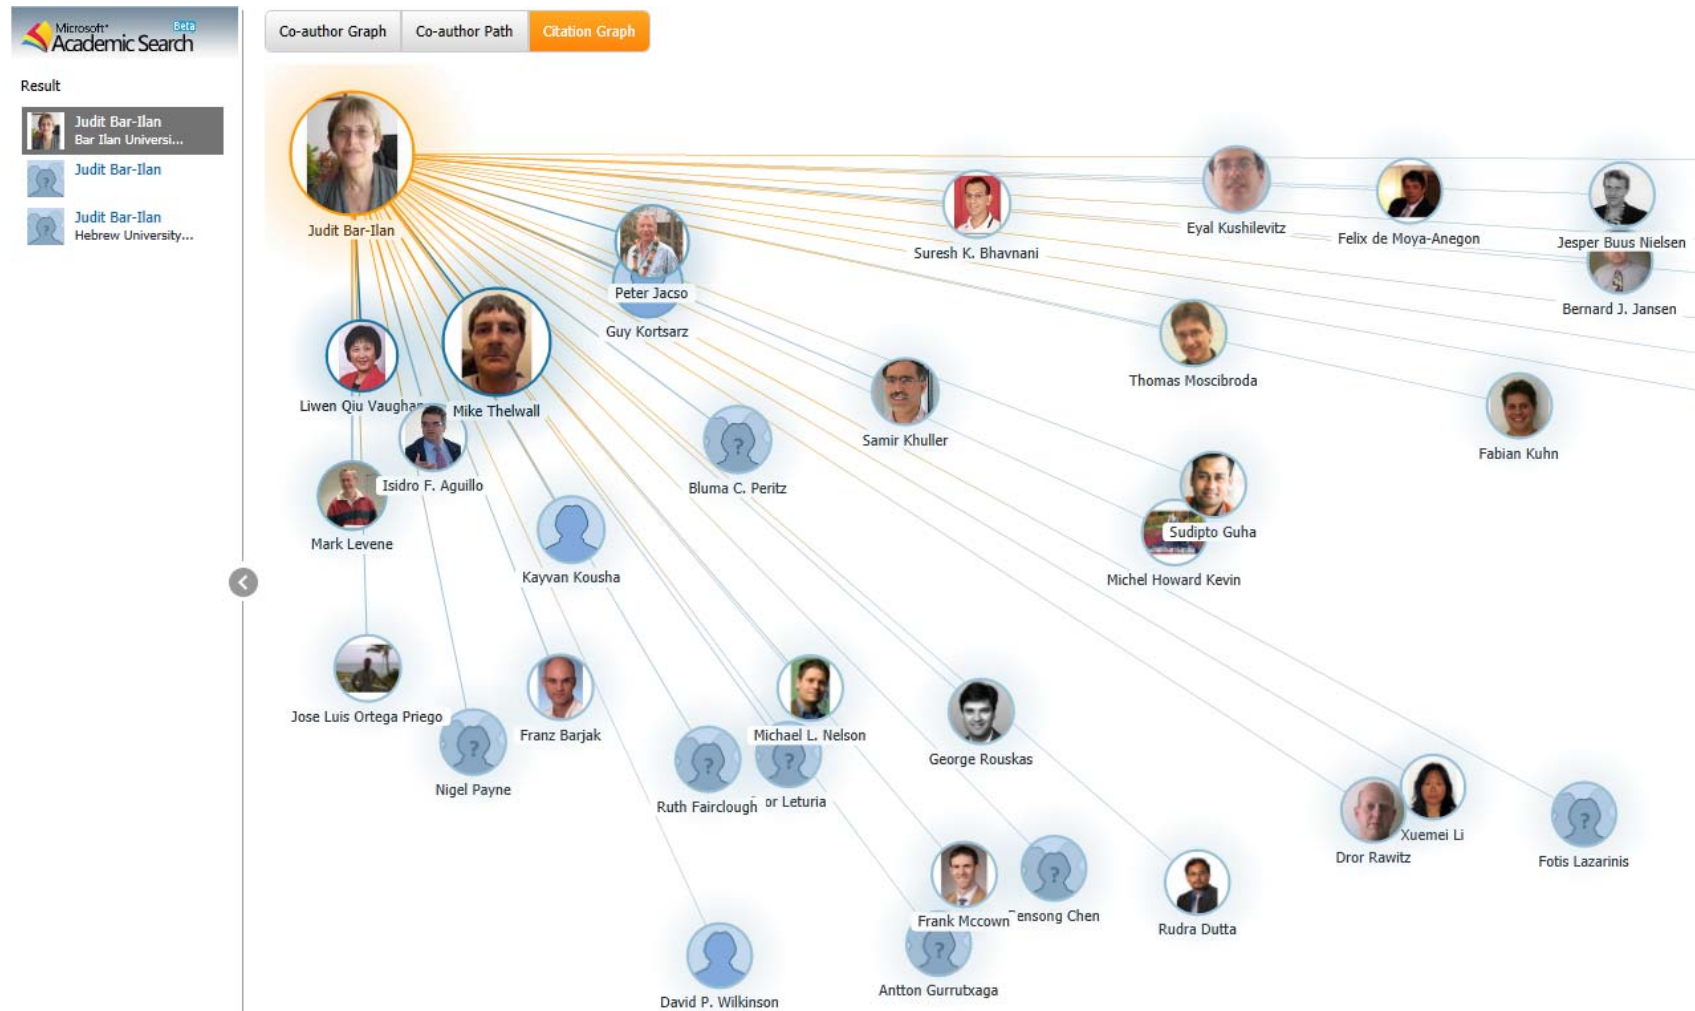 Microsoft®
Beta
Academic Search
Co-author Graph
Co-author Path
Citation Graph
Result
Judit Bar-Ilan
Bar Ilan Universi...
Judit Bar-Ilan
Judit Bar-Ilan
Hebrew University...
Judit Bar-Ilan
Eyal Kushilevitz
Felix de Moya-Anegon
Jesper Buus Nielsen
Suresh K. Bhavnani
Peter Jacso
Bernard J. Jansen
Guy Kortsarz
Thomas Moscibroda
Liwen Qiu Vaughan
Mike Thelwall
Samir Khuller
Fabian Kuhn
Isidro F. Aguillo
Bluma C. Peritz
Sudipto Guha
Mark Levene
Kayvan Kousha
Michel Howard Kevin
Jose Luis Ortega Priego
Franz Barjak
Michael L. Nelson
George Rouskas
Nigel Payne
Ruth Fairclough
or Leturia
Xuemei Li
Dror Rawitz
Fotis Lazarinis
Frank Mccown
ensong Chen
Rudra Dutta
Antton Gurrutxaga
David P. Wilkinson